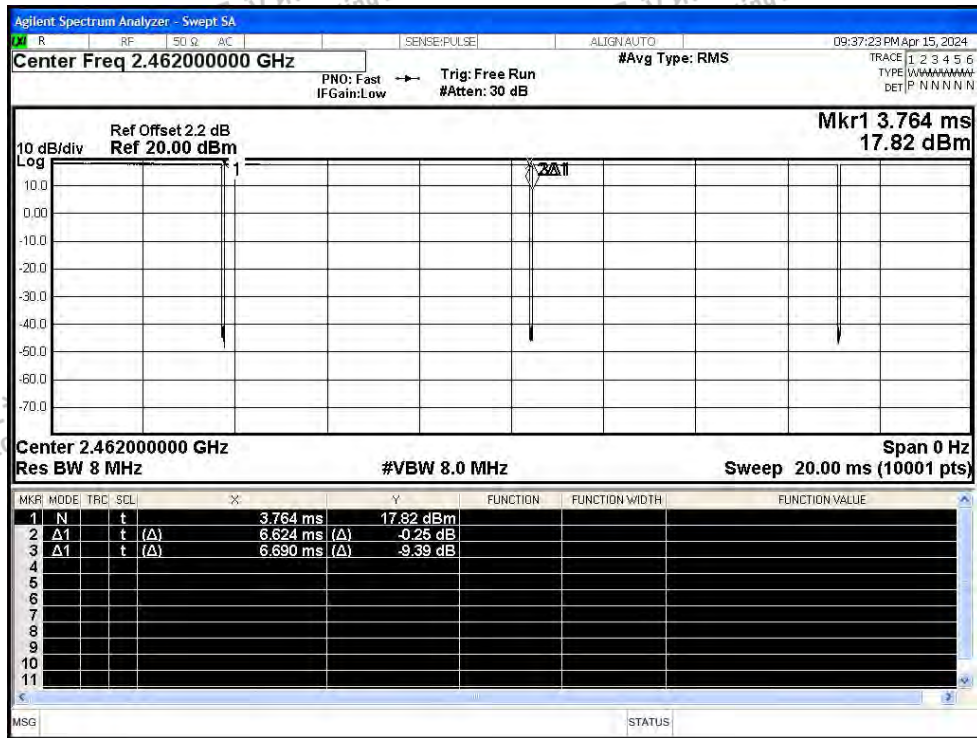 Agilent Spectrum Analyzer - Swept SA
LXI R RF 50 Ω AC SENSE:PULSE ALIGN AUTO 09:37:23 PM Apr 15, 2024
Center Freq 2.462000000 GHz #Avg Type: RMS TRACE 1 2 3 4 5 6
PNO: Fast Trig: Free Run TYPE WWWWWW
IFGain:Low #Atten: 30 dB DET P N N N N N
Mkr1 3.764 ms
Ref Offset 2.2 dB
10 dB/div Ref 20.00 dBm 17.82 dBm
Log
1 3Δ1
10.0
0.00
-10.0
-20.0
-30.0
-40.0
-50.0
-60.0
-70.0
Center 2.462000000 GHz Span 0 Hz
Res BW 8 MHz #VBW 8.0 MHz Sweep 20.00 ms (10001 pts)
MKR MODE TRC SCL X Y FUNCTION FUNCTION WIDTH FUNCTION VALUE
1 N t 3.764 ms 17.82 dBm
2 Δ1 t (Δ) 6.624 ms (Δ) -0.25 dB
3 Δ1 t (Δ) 6.690 ms (Δ) -9.39 dB
4
5
6
7
8
9
10
11
MSG STATUS